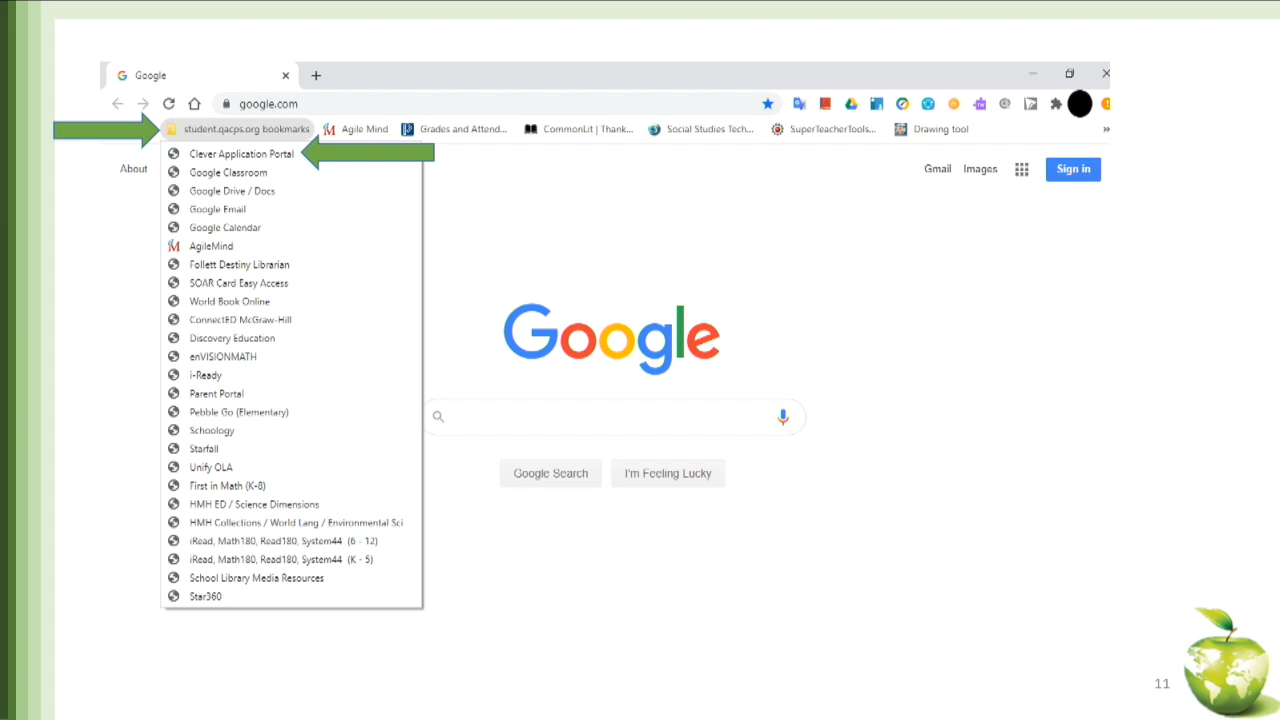 Google
google.com
student.qacps.org bookmarks
Agile Mind
Grades and Attend...
CommonLit | Thank...
Social Studies Tech...
SuperTeacherTools...
Drawing tool
»
About
Gmail
Images
Sign in
Clever Application Portal
Google Classroom
Google Drive / Docs
Google Email
Google Calendar
AgileMind
Follett Destiny Librarian
SOAR Card Easy Access
World Book Online
ConnectED McGraw-Hill
Discovery Education
enVISIONMATH
i-Ready
Parent Portal
Pebble Go (Elementary)
Schoology
Starfall
Unify OLA
First in Math (K-8)
HMH ED / Science Dimensions
HMH Collections / World Lang / Environmental Sci
iRead, Math180, Read180, System44 (6 - 12)
iRead, Math180, Read180, System44 (K - 5)
School Library Media Resources
Star360
Google
Google Search
I'm Feeling Lucky
11